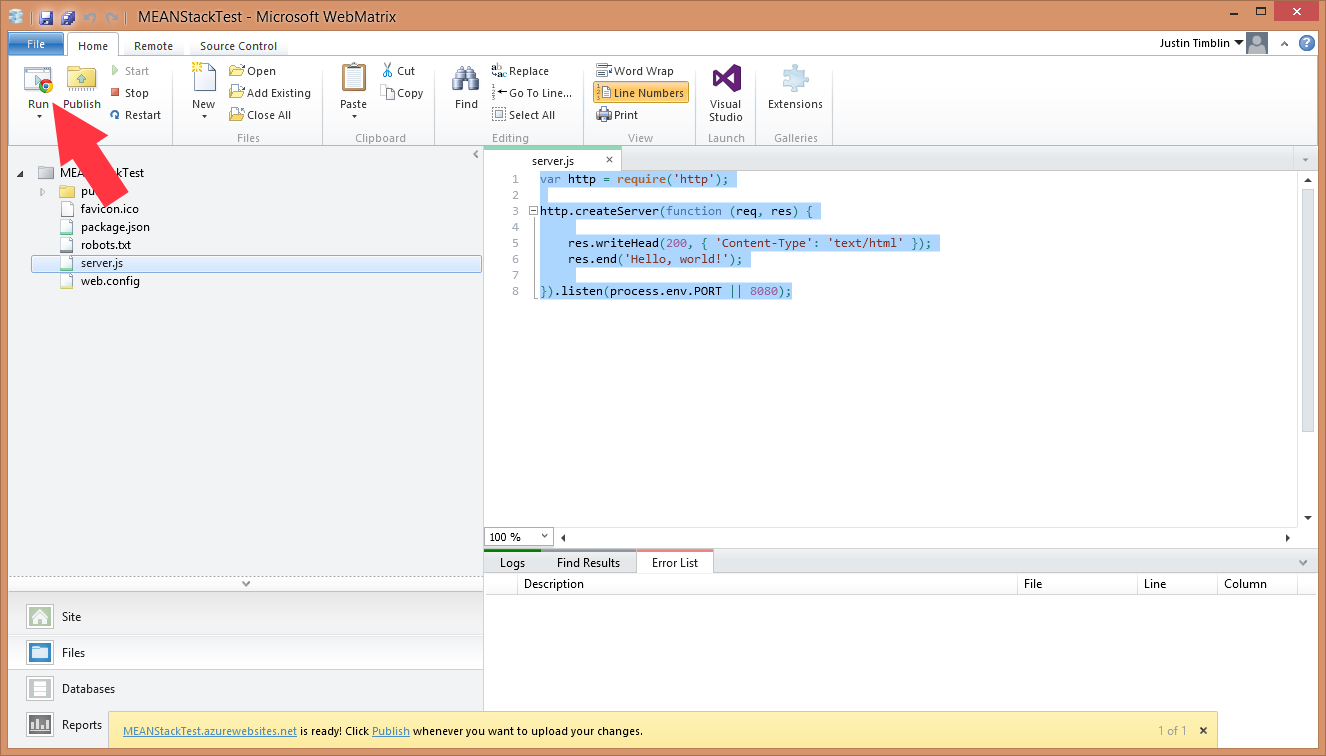 MEANStackTest - Microsoft WebMatrix
File Home Remote Source Control
Justin Timblin
Run Publish Start Stop Restart
New Open Add Existing Close All
Files
Paste Cut Copy
Clipboard
Find Replace Go To Line... Select All
Editing
Word Wrap Line Numbers Print
View
Visual Studio
Launch
Extensions
Galleries
favicon.ico
package.json
robots.txt
server.js
web.config
Site
Files
Databases
Reports
server.js
1 var http = require('http');
2
3 http.createServer(function (req, res) {
4
5 res.writeHead(200, { 'Content-Type': 'text/html' });
6 res.end('Hello, world!');
7
8 }).listen(process.env.PORT || 8080);
100 %
Logs Find Results Error List
Description File Line Column
MEANStackTest.azurewebsites.net is ready! Click Publish whenever you want to upload your changes. 1 of 1